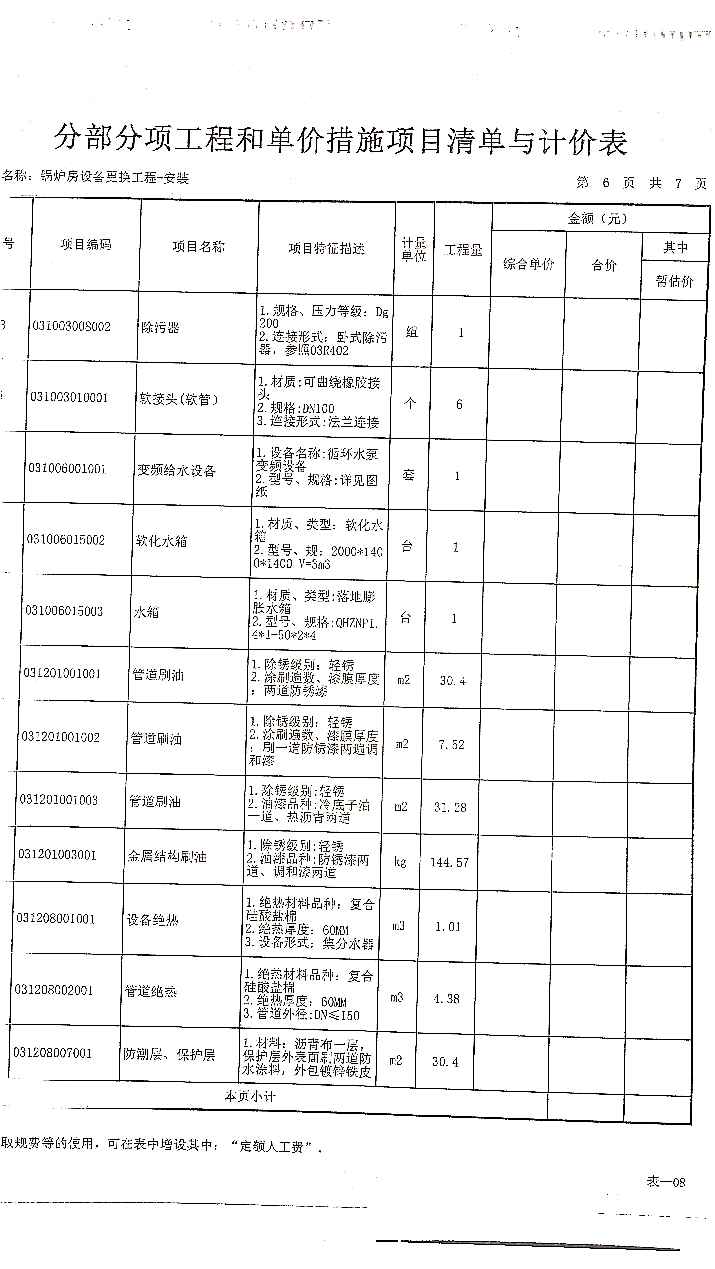 分部分项工程和单价措施项目清单与计价表
名称：锅炉房设备更换工程-安装
第 6 页 共 7 页
号
项目编码
项目名称
项目特征描述
计量
单位
工程量
金额（元）
综合单价
合价
其中
暂估价
3
031003008002
除污器
1.规格、压力等级：Dg
200
2.连接形式：卧式除污
器，参照03R402
组
1
031003010001
软接头(软管)
1.材质:可曲绕橡胶接
头
2.规格:DN100
3.连接形式:法兰连接
个
6
031006001001
变频给水设备
1.设备名称:循环水泵
变频设备
2.型号、规格:详见图
纸
套
1
031006015002
软化水箱
1.材质、类型：软化水
箱
2.型号、规：2000*140
0*1400 V=3m3
台
1
031006015003
水箱
1.材质、类型:落地膨
胀水箱
2.型号、规格:QHZNP1.
4*1-50*2*4
台
1
031201001001
管道刷油
1.除锈级别：轻锈
2.涂刷遍数、漆膜厚度
：两道防锈漆
m2
30.4
031201001002
管道刷油
1.除锈级别：轻锈
2.涂刷遍数、漆膜厚度
：刷一道防锈漆两遍调
和漆
m2
7.52
031201001003
管道刷油
1.除锈级别:轻锈
2.油漆品种:冷底子油
一道、热沥青两道
m2
31.28
031201003001
金属结构刷油
1.除锈级别:轻锈
2.油漆品种:防锈漆两
道、调和漆两道
kg
144.57
031208001001
设备绝热
1.绝热材料品种：复合
硅酸盐棉
2.绝热厚度：60MM
3.设备形式：集分水器
m3
1.01
031208002001
管道绝热
1.绝热材料品种：复合
硅酸盐棉
2.绝热厚度：60MM
3.管道外径:DN≤150
m3
4.38
031208007001
防潮层、保护层
1.材料：沥青布一层，
保护层外表面刷两道防
水涂料，外包镀锌铁皮
m2
30.4
本页小计
取规费等的使用，可在表中增设其中：“定额人工费”．
表—08